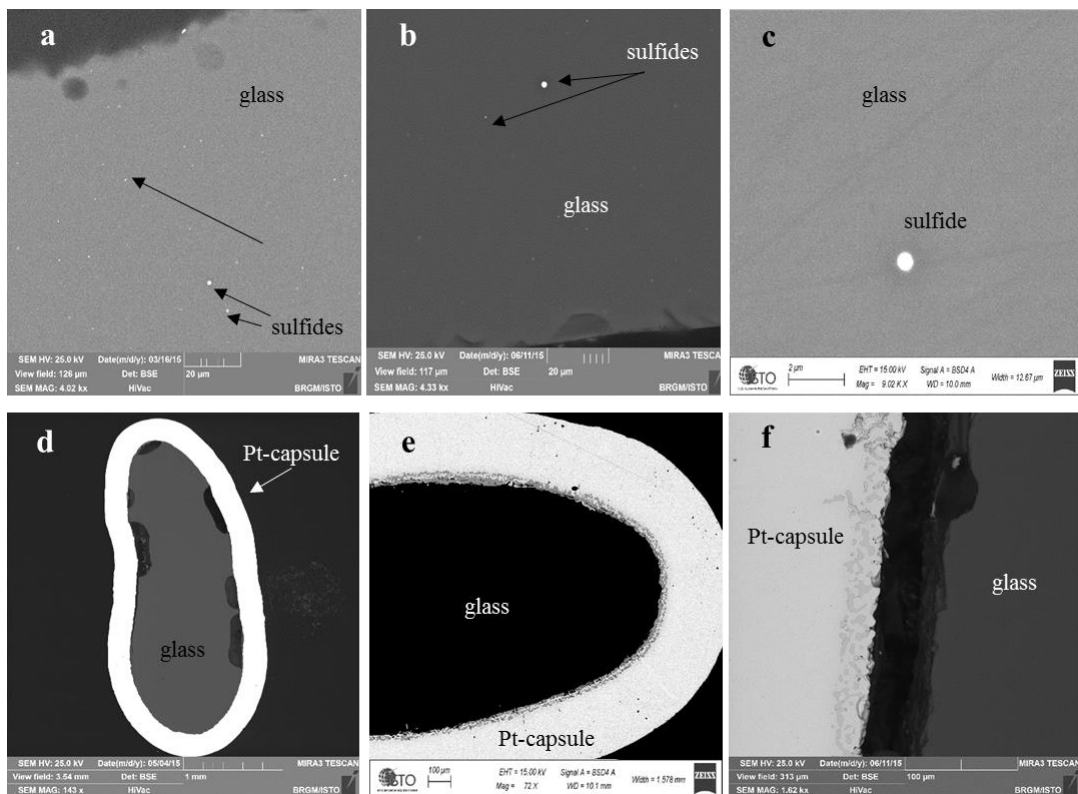 a
glass
sulfides
SEM HV: 25.0 kV Date(m/d/y): 03/16/15 MIRA3 TESCAN
View field: 126 µm Det: BSE 20 µm
SEM MAG: 4.02 kx HiVac BRGM/ISTO
b
sulfides
glass
SEM HV: 25.0 kV Date(m/d/y): 06/11/15 MIRA3 TESCAN
View field: 117 µm Det: BSE 20 µm
SEM MAG: 4.33 kx HiVac BRGM/ISTO
c
glass
sulfide
ISTO 2 µm EHT = 15.00 kV Signal A = BSD4 A Width = 12.67 µm ZEISS
Mag = 9.02 K X WD = 10.0 mm
d
Pt-capsule
glass
SEM HV: 25.0 kV Date(m/d/y): 05/04/15 MIRA3 TESCAN
View field: 3.54 mm Det: BSE 1 mm
SEM MAG: 143 x HiVac BRGM/ISTO
e
glass
Pt-capsule
ISTO 100 µm EHT = 15.00 kV Signal A = BSD4 A Width = 1.578 mm ZEISS
Mag = 72 X WD = 10.1 mm
f
Pt-capsule
glass
SEM HV: 25.0 kV Date(m/d/y): 06/11/15 MIRA3 TESCAN
View field: 313 µm Det: BSE 100 µm
SEM MAG: 1.62 kx HiVac BRGM/ISTO